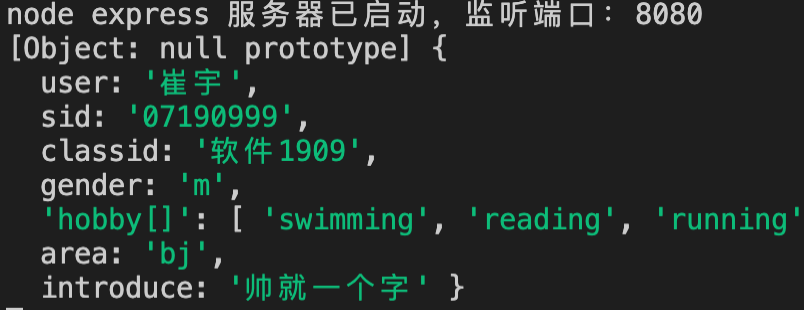 node express 服务器已启动, 监听端口: 8080
[Object: null prototype] {
  user: '崔宇',
  sid: '07190999',
  classid: '软件1909',
  gender: 'm',
  'hobby[]': [ 'swimming', 'reading', 'running'
  area: 'bj',
  introduce: '帅就一个字' }